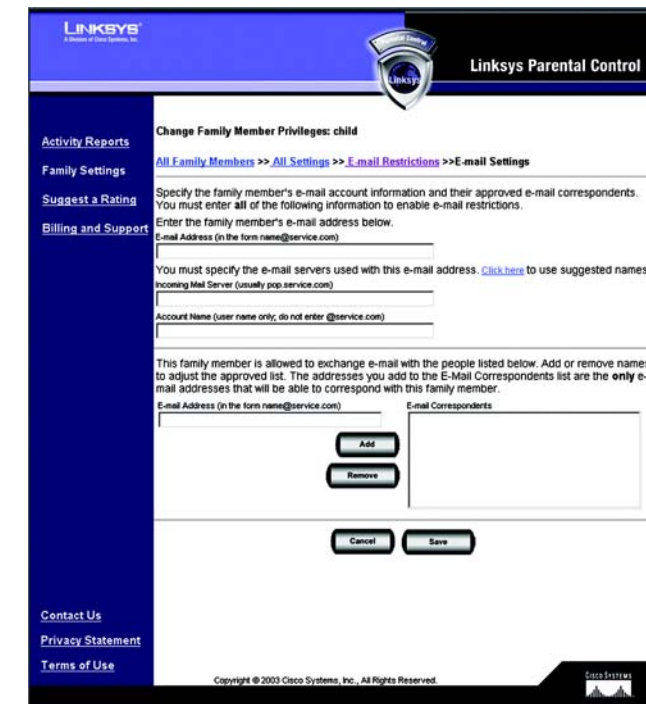 LINKSYS®
A Division of Cisco Systems, Inc.
Parental Control
Linksys
Linksys Parental Control
Activity Reports
Family Settings
Suggest a Rating
Billing and Support
Change Family Member Privileges: child
All Family Members >> All Settings >> E-mail Restrictions >>E-mail Settings
Specify the family member's e-mail account information and their approved e-mail correspondents.
You must enter all of the following information to enable e-mail restrictions.
Enter the family member's e-mail address below.
E-mail Address (in the form name@service.com)
You must specify the e-mail servers used with this e-mail address. Click here to use suggested names
Incoming Mail Server (usually pop.service.com)
Account Name (user name only; do not enter @service.com)
This family member is allowed to exchange e-mail with the people listed below. Add or remove names
to adjust the approved list. The addresses you add to the E-Mail Correspondents list are the only e-
mail addresses that will be able to correspond with this family member.
E-mail Address (in the form name@service.com)
E-mail Correspondents
Add
Remove
Cancel
Save
Contact Us
Privacy Statement
Terms of Use
Copyright © 2003 Cisco Systems, Inc., All Rights Reserved.
CISCO SYSTEMS